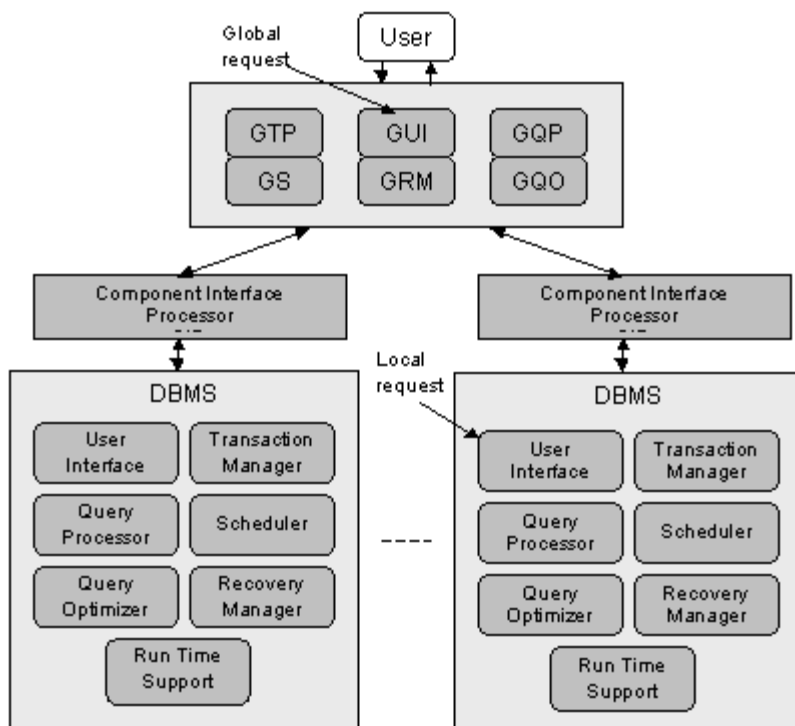 User
Global
request
GTP
GUI
GQP
GS
GRM
GQO
Component Interface
Processor
Component Interface
Processor
Local
request
DBMS
User
Interface
Transaction
Manager
Query
Processor
Scheduler
Query
Optimizer
Recovery
Manager
Run Time
Support
DBMS
User
Interface
Transaction
Manager
Query
Processor
Scheduler
Query
Optimizer
Recovery
Manager
Run Time
Support